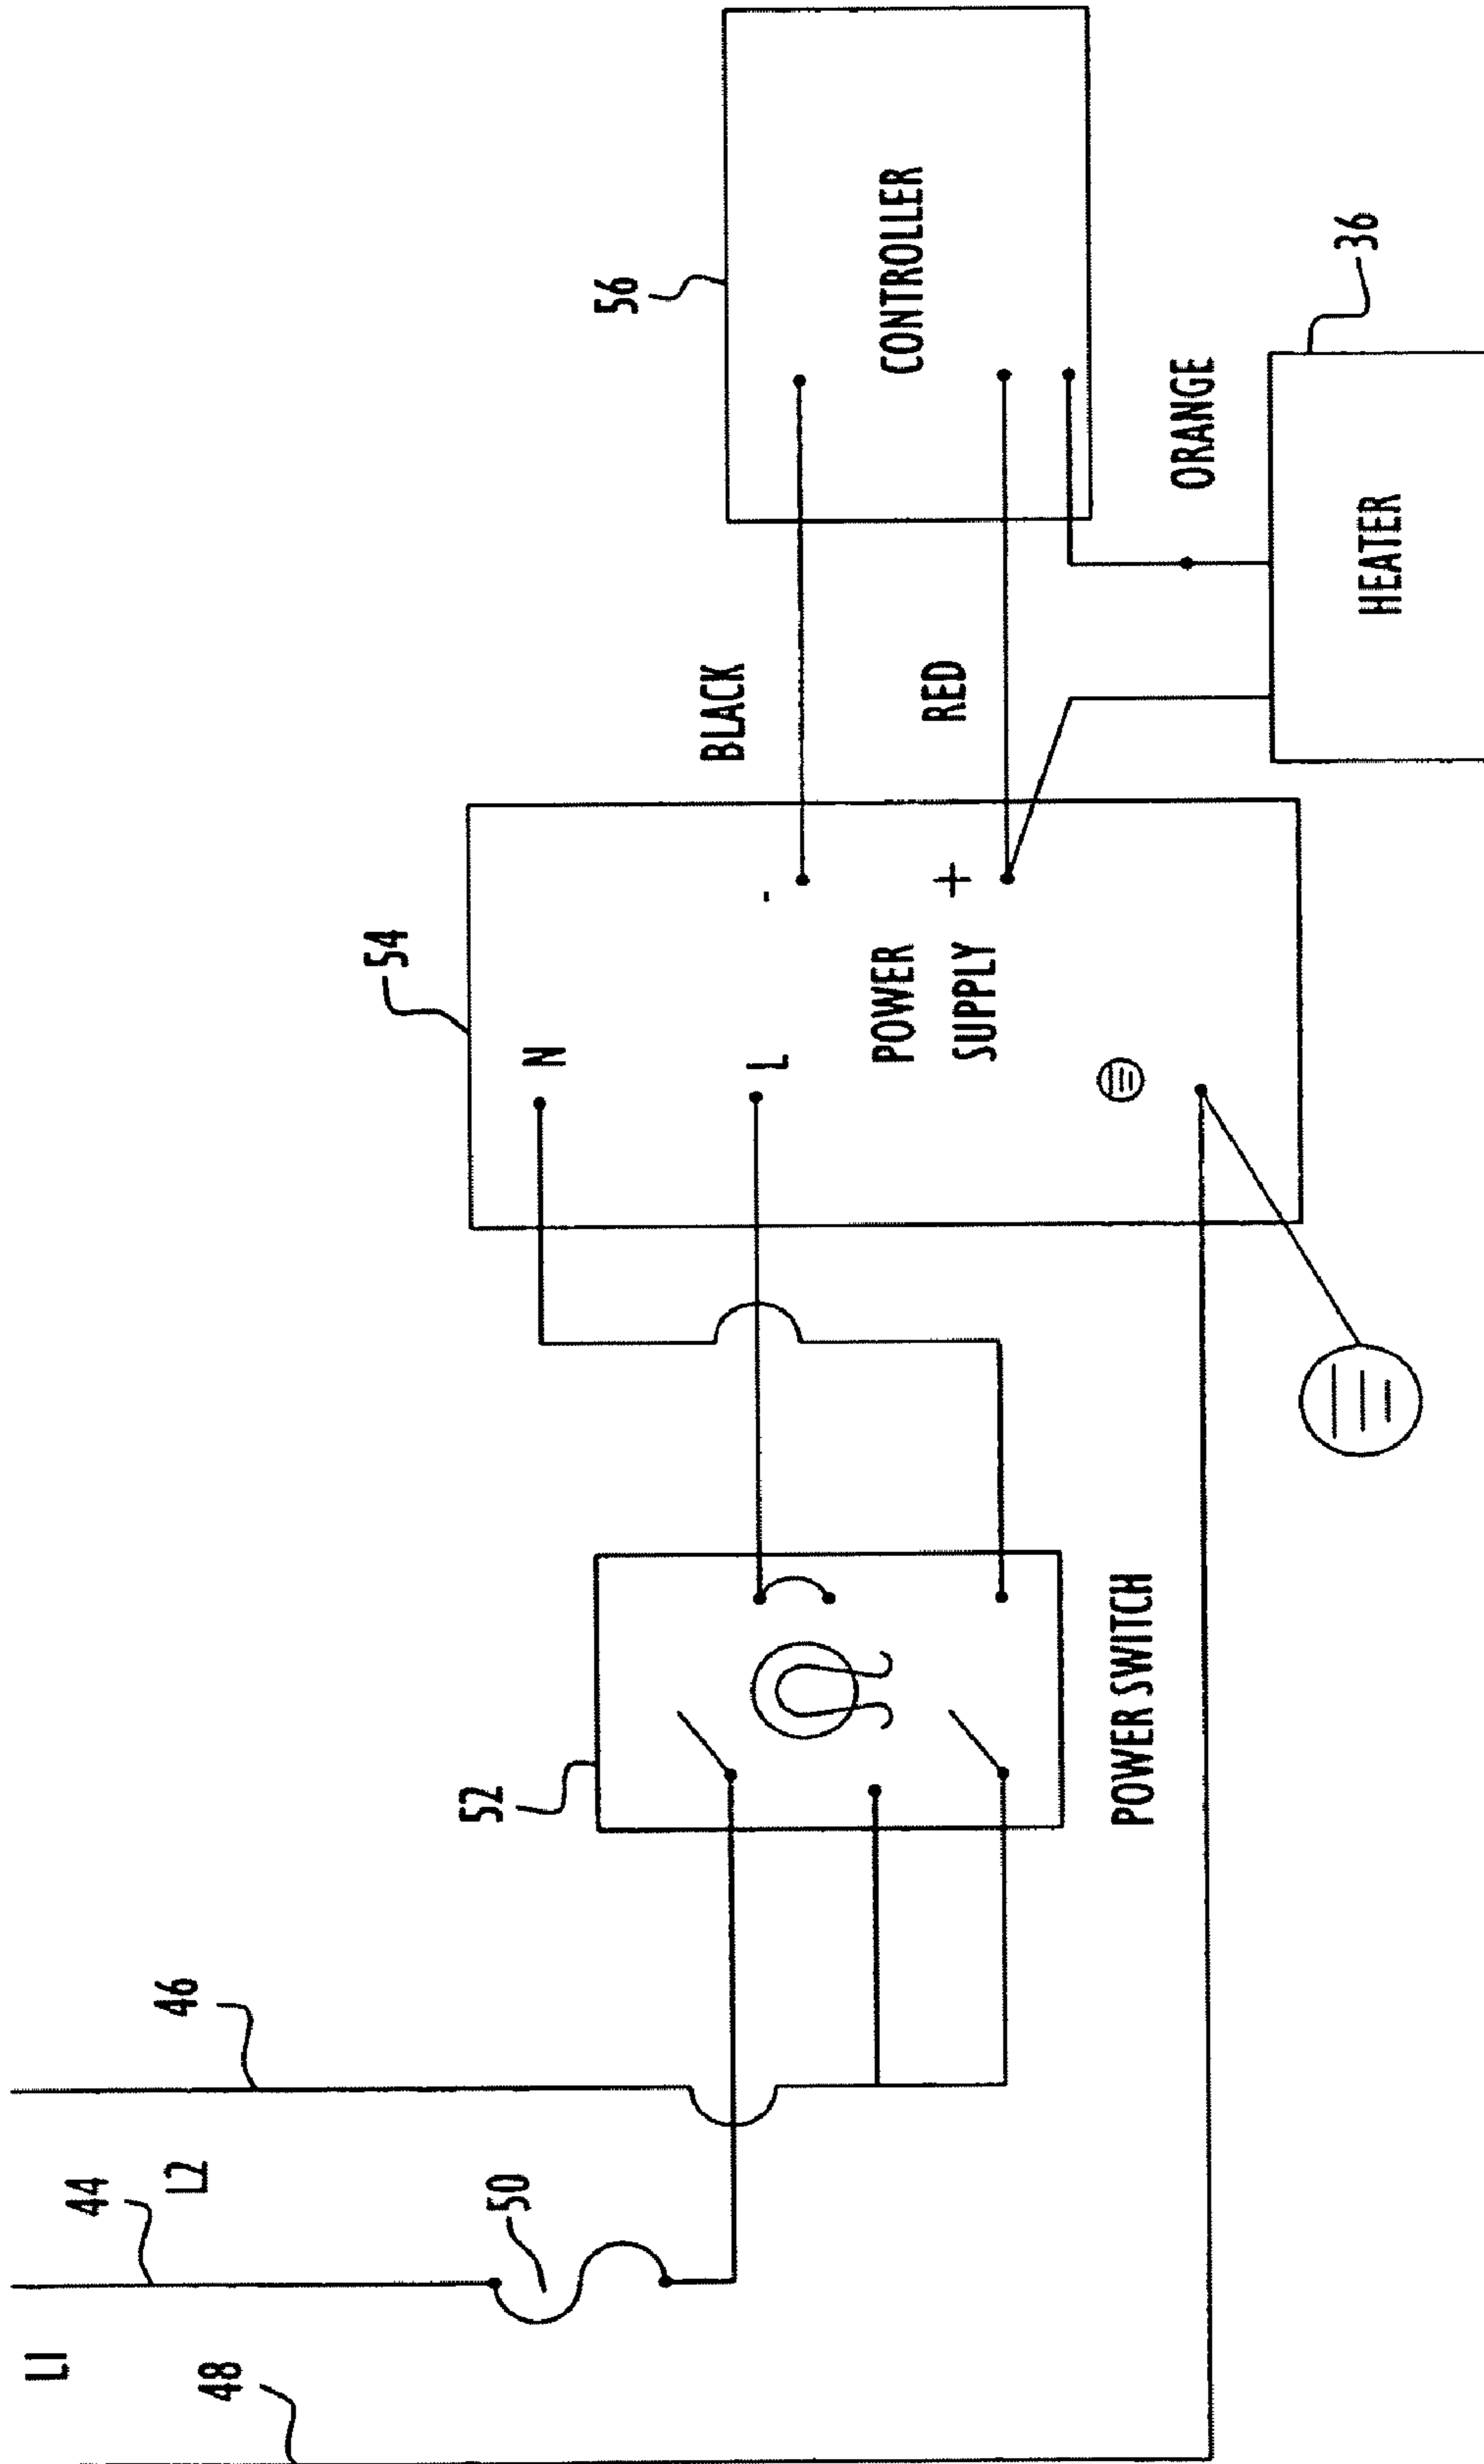 L1
48
44
L2
46
50
52
POWER SWITCH
54
N
L
-
+
POWER
SUPPLY
BLACK
RED
56
CONTROLLER
ORANGE
36
HEATER